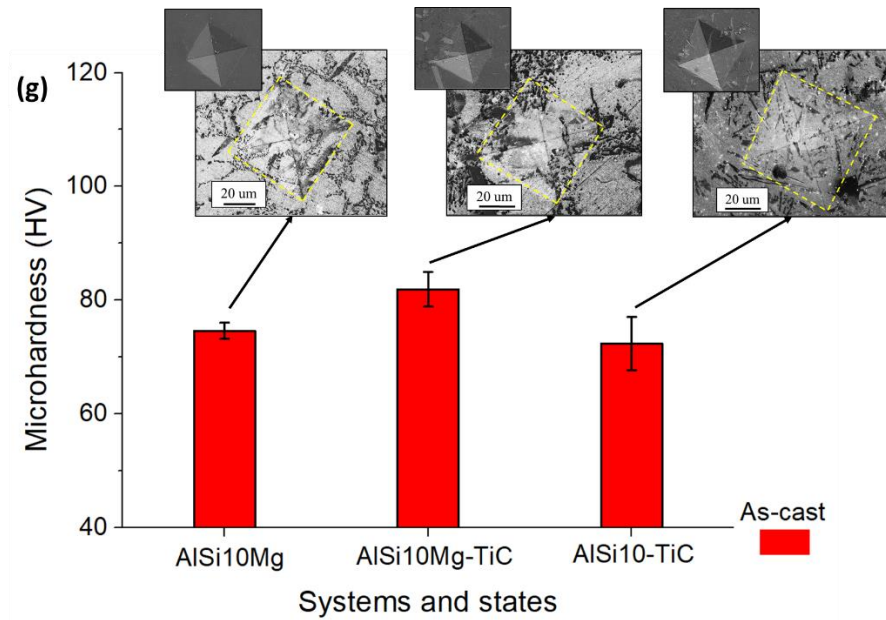 (g)
120
100
80
60
40
Microhardness (HV)
20 um
20 um
20 um
As-cast
AlSi10Mg
AlSi10Mg-TiC
AlSi10-TiC
Systems and states